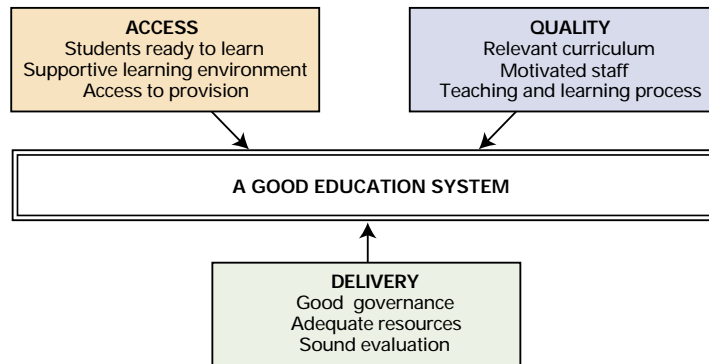 ACCESS
Students ready to learn
Supportive learning environment
Access to provision
QUALITY
Relevant curriculum
Motivated staff
Teaching and learning process
A GOOD EDUCATION SYSTEM
DELIVERY
Good governance
Adequate resources
Sound evaluation